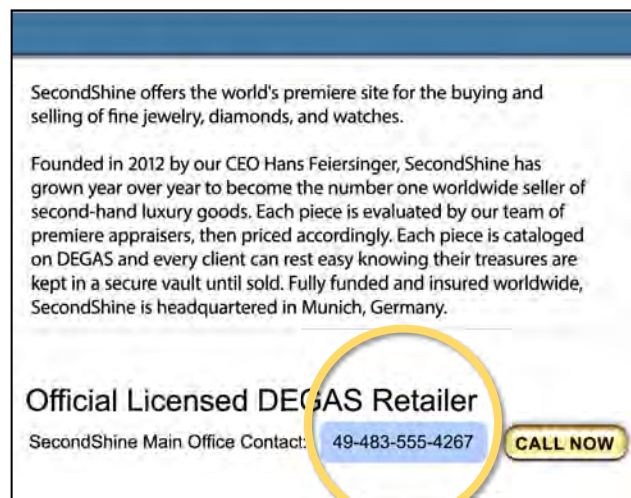 SecondShine offers the world's premiere site for the buying and
selling of fine jewelry, diamonds, and watches.
Founded in 2012 by our CEO Hans Feiersinger, SecondShine has
grown year over year to become the number one worldwide seller of
second-hand luxury goods. Each piece is evaluated by our team of
premiere appraisers, then priced accordingly. Each piece is cataloged
on DEGAS and every client can rest easy knowing their treasures are
kept in a secure vault until sold. Fully funded and insured worldwide,
SecondShine is headquartered in Munich, Germany.
Official Licensed DEGAS Retailer
SecondShine Main Office Contact: 49-483-555-4267 CALL NOW